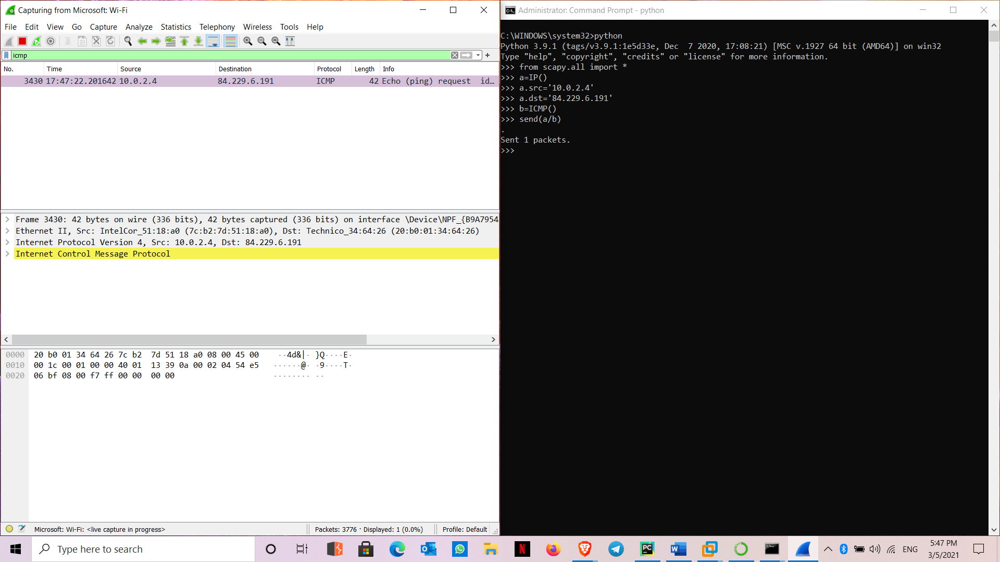 Capturing from Microsoft: Wi-Fi
File Edit View Go Capture Analyze Statistics Telephony Wireless Tools Help
icmp
No. Time Source Destination Protocol Length Info
3430 17:47:22.201642 10.0.2.4 84.229.6.191 ICMP 42 Echo (ping) request id…
Frame 3430: 42 bytes on wire (336 bits), 42 bytes captured (336 bits) on interface \Device\NPF_{B9A7954
Ethernet II, Src: IntelCor_51:18:a0 (7c:b2:7d:51:18:a0), Dst: Technico_34:64:26 (20:b0:01:34:64:26)
Internet Protocol Version 4, Src: 10.0.2.4, Dst: 84.229.6.191
Internet Control Message Protocol
0000 20 b0 01 34 64 26 7c b2 7d 51 18 a0 08 00 45 00 ··4d&|· }Q····E·
0010 00 1c 00 01 00 00 40 01 13 39 0a 00 02 04 54 e5 ······@· ·9····T·
0020 06 bf 08 00 f7 ff 00 00 00 00 ········ ··
Microsoft: Wi-Fi: <live capture in progress> Packets: 3776 · Displayed: 1 (0.0%) Profile: Default
Administrator: Command Prompt - python
C:\WINDOWS\system32>python
Python 3.9.1 (tags/v3.9.1:1e5d33e, Dec  7 2020, 17:08:21) [MSC v.1927 64 bit (AMD64)] on win32
Type "help", "copyright", "credits" or "license" for more information.
>>> from scapy.all import *
>>> a=IP()
>>> a.src='10.0.2.4'
>>> a.dst='84.229.6.191'
>>> b=ICMP()
>>> send(a/b)
.
Sent 1 packets.
>>>
Type here to search
ENG
5:47 PM
3/5/2021